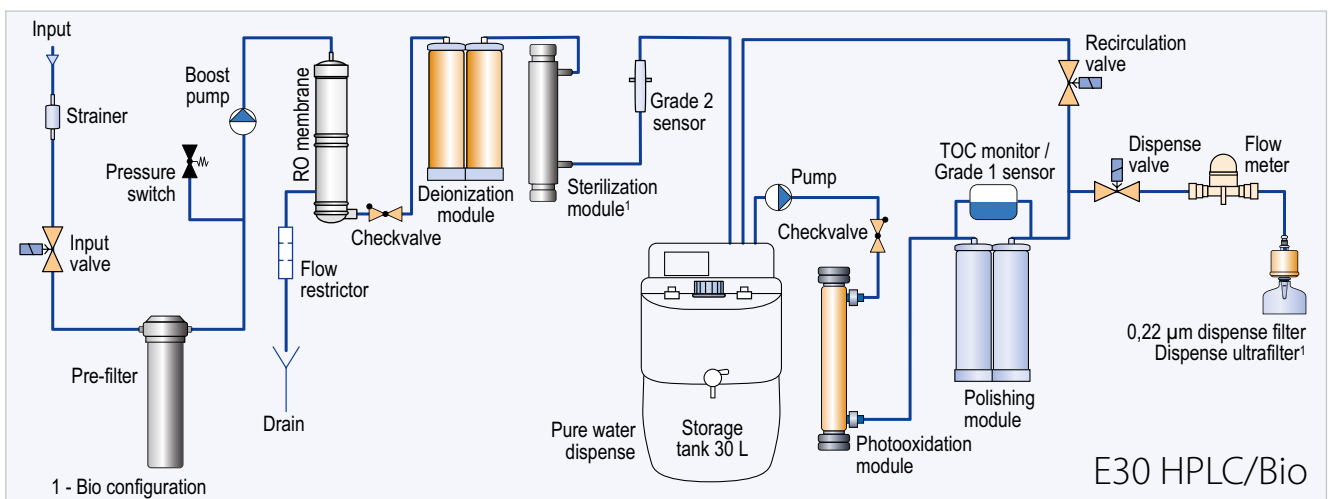 Input
Strainer
Boost
pump
Pressure
switch
Input
valve
Pre-filter
1 - Bio configuration
RO membrane
Flow
restrictor
Drain
Checkvalve
Deionization
module
Sterilization
module¹
Grade 2
sensor
Pump
Checkvalve
Pure water
dispense
Storage
tank 30 L
Photooxidation
module
TOC monitor /
Grade 1 sensor
Polishing
module
Recirculation
valve
Dispense
valve
Flow
meter
0,22 µm dispense filter
Dispense ultrafilter¹
E30 HPLC/Bio